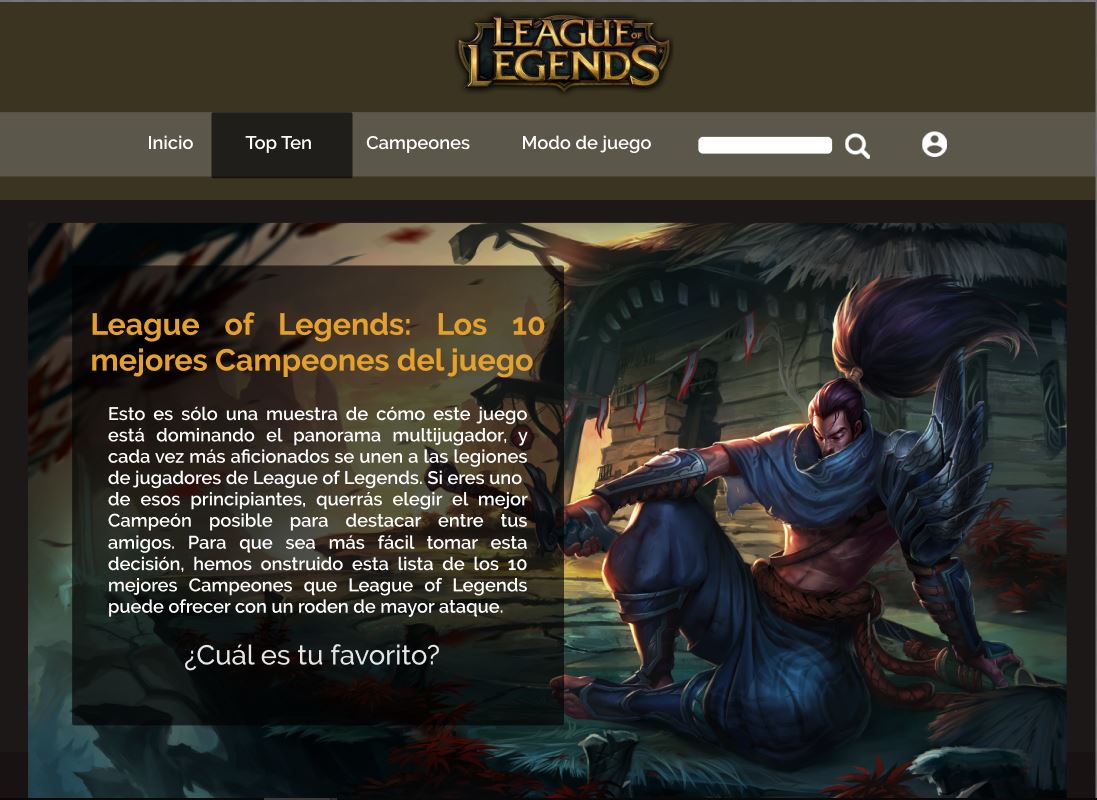 LEAGUE OF
LEGENDS
Inicio Top Ten Campeones Modo de juego
League of Legends: Los 10
mejores Campeones del juego
Esto es sólo una muestra de cómo este juego
está dominando el panorama multijugador, y
cada vez más aficionados se unen a las legiones
de jugadores de League of Legends. Si eres uno
de esos principiantes, querrás elegir el mejor
Campeón posible para destacar entre tus
amigos. Para que sea más fácil tomar esta
decisión, hemos onstruido esta lista de los 10
mejores Campeones que League of Legends
puede ofrecer con un roden de mayor ataque.
¿Cuál es tu favorito?